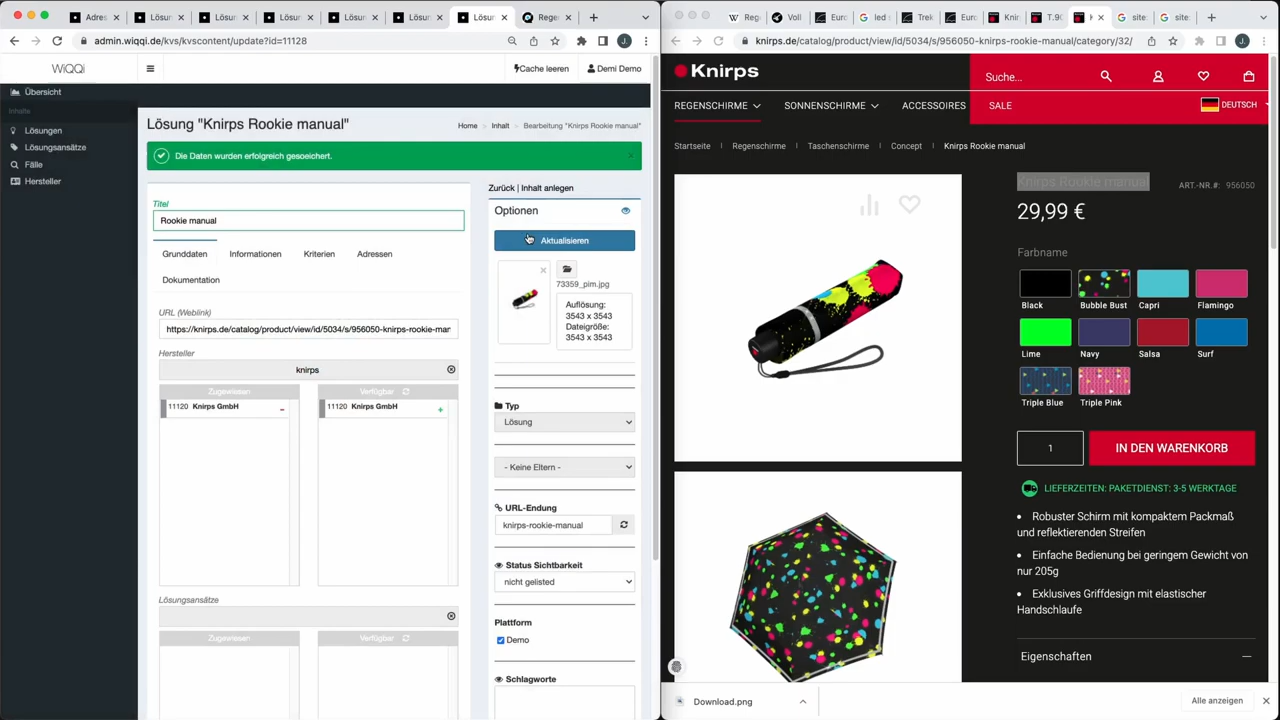 Adres
Lösun
Lösun
Lösun
Lösun
Lösun
Lösun
Reger
admin.wiqqi.de/kvs/kvscontent/update?id=11128
J.
WiQQi
Cache leeren
Demi Demo
Übersicht
Inhalte
Lösungen
Lösungsansätze
Fälle
Hersteller
Lösung "Knirps Rookie manual"
Home
Inhalt
Bearbeitung "Knirps Rookie manual"
Die Daten wurden erfolgreich gesoeichert.
Zurück | Inhalt anlegen
Titel
Rookie manual
Grunddaten
Informationen
Kriterien
Adressen
Dokumentation
URL (Weblink)
https://knirps.de/catalog/product/view/id/5034/s/956050-knirps-rookie-mar
Hersteller
knirps
Zugewiesen
Verfügbar
11120 Knirps GmbH
11120 Knirps GmbH
Lösungsansätze
Zugewiesen
Verfügbar
Optionen
Aktualisieren
73359_pim.jpg
Auflösung:
3543 x 3543
Dateigröße:
3543 x 3543
Typ
Lösung
- Keine Eltern -
URL-Endung
knirps-rookie-manual
Status Sichtbarkeit
nicht gelisted
Plattform
Demo
Schlagworte
Reg
Voll
Euro
led s
Trek
Euro
Knir
T.90
K
site:
site:
knirps.de/catalog/product/view/id/5034/s/956050-knirps-rookie-manual/category/32/
J.
Knirps
Suche...
REGENSCHIRME
SONNENSCHIRME
ACCESSOIRES
SALE
DEUTSCH
Startseite
Regenschirme
Taschenschirme
Concept
Knirps Rookie manual
Knirps Rookie manual
ART.-NR.#: 956050
29,99 €
Farbname
Black
Bubble Bust
Capri
Flamingo
Lime
Navy
Salsa
Surf
Triple Blue
Triple Pink
1
IN DEN WARENKORB
LIEFERZEITEN: PAKETDIENST: 3-5 WERKTAGE
Robuster Schirm mit kompaktem Packmaß
und reflektierenden Streifen
Einfache Bedienung bei geringem Gewicht von
nur 205g
Exklusives Griffdesign mit elastischer
Handschlaufe
Eigenschaften
Download.png
Alle anzeigen